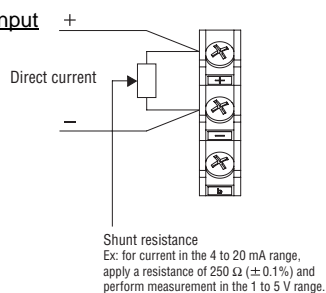 nput
+
Direct current
+
−
−
b
Shunt resistance
Ex: for current in the 4 to 20 mA range,
apply a resistance of 250 Ω (±0.1%) and
perform measurement in the 1 to 5 V range.